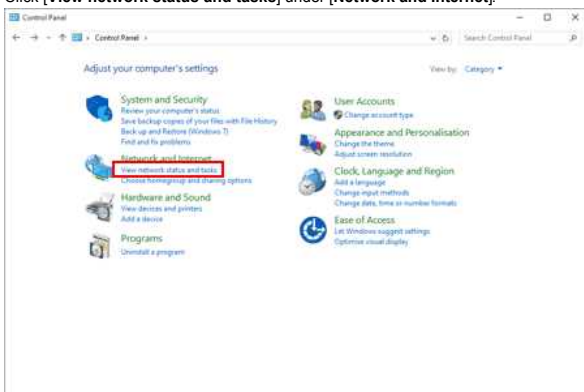 Click [View network status and tasks] under [Network and Internet].
Control Panel
Control Panel
Search Control Panel
Adjust your computer's settings
View by: Category
System and Security
Review your computer's status
Save backup copies of your files with File History
Back up and Restore (Windows 7)
Find and fix problems
Network and Internet
View network status and tasks
Choose homegroup and sharing options
Hardware and Sound
View devices and printers
Add a device
Programs
Uninstall a program
User Accounts
Change account type
Appearance and Personalisation
Change the theme
Adjust screen resolution
Clock, Language and Region
Add a language
Change input methods
Change date, time or number formats
Ease of Access
Let Windows suggest settings
Optimise visual display